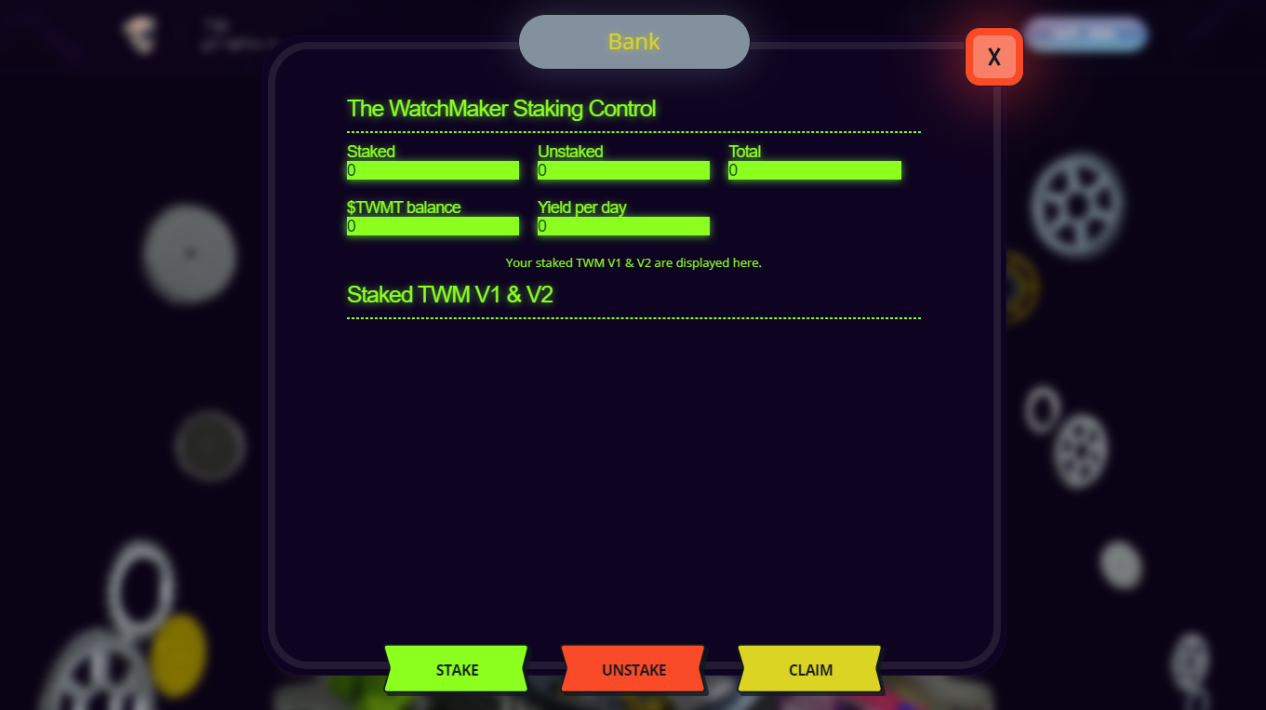 Bank
X
The WatchMaker Staking Control
Staked Unstaked Total
0 0 0
$TWMT balance Yield per day
0 0
Your staked TWM V1 & V2 are displayed here.
Staked TWM V1 & V2
STAKE UNSTAKE CLAIM